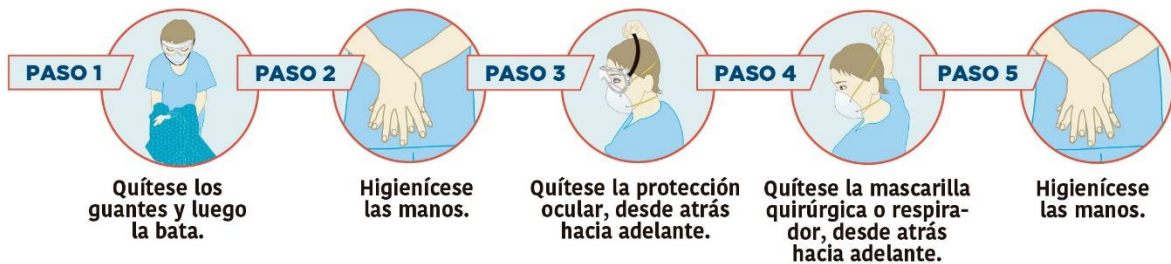 PASO 1
Quítese los
guantes y luego
la bata.
PASO 2
Higienícese
las manos.
PASO 3
Quítese la protección
ocular, desde atrás
hacia adelante.
PASO 4
Quítese la mascarilla
quirúrgica o respira-
dor, desde atrás
hacia adelante.
PASO 5
Higienícese
las manos.